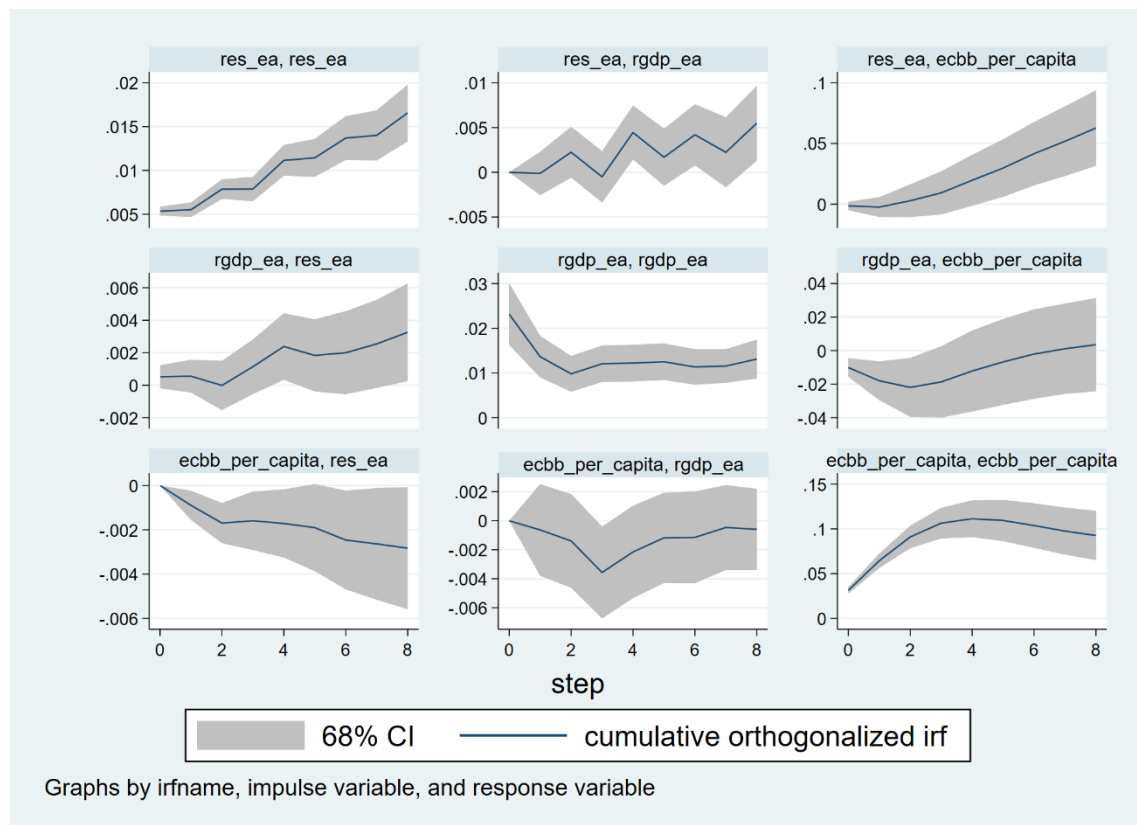 res_ea, res_ea
res_ea, rgdp_ea
res_ea, ecbb_per_capita
.02
.015
.01
.005
.01
.005
0
-.005
.1
.05
0
rgdp_ea, res_ea
rgdp_ea, rgdp_ea
rgdp_ea, ecbb_per_capita
.006
.004
.002
0
-.002
.03
.02
.01
0
.04
.02
0
-.02
-.04
ecbb_per_capita, res_ea
ecbb_per_capita, rgdp_ea
ecbb_per_capita, ecbb_per_capita
0
-.002
-.004
-.006
.002
0
-.002
-.004
-.006
.15
.1
.05
0
0 2 4 6 8
0 2 4 6 8
0 2 4 6 8
step
68% CI
cumulative orthogonalized irf
Graphs by irfname, impulse variable, and response variable